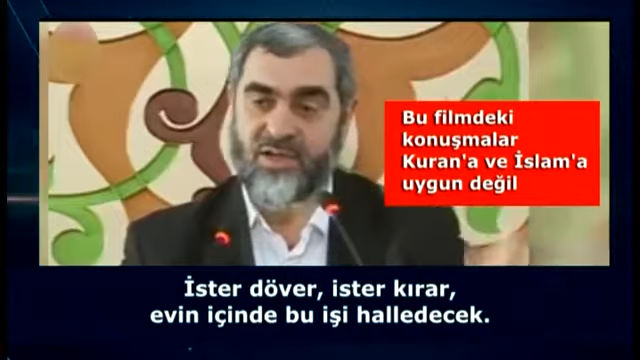 Bu filmdeki
konuşmalar
Kuran'a ve İslam'a
uygun değil
İster döver, ister kırar,
evin içinde bu işi halledecek.